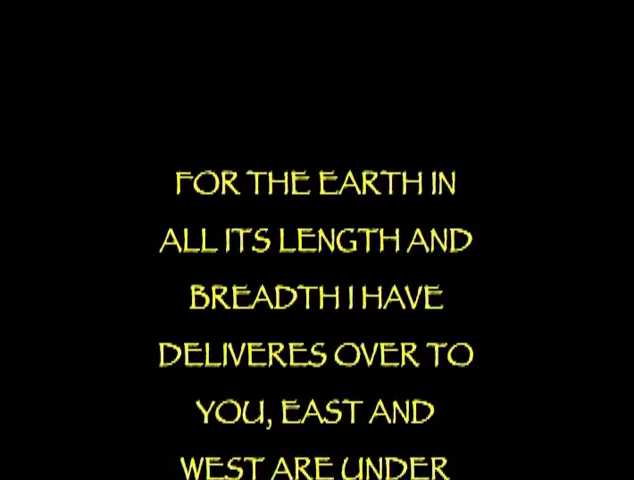 FOR THE EARTH IN
ALL ITS LENGTH AND
BREADTH I HAVE
DELIVERES OVER TO
YOU, EAST AND
WEST ARE UNDER